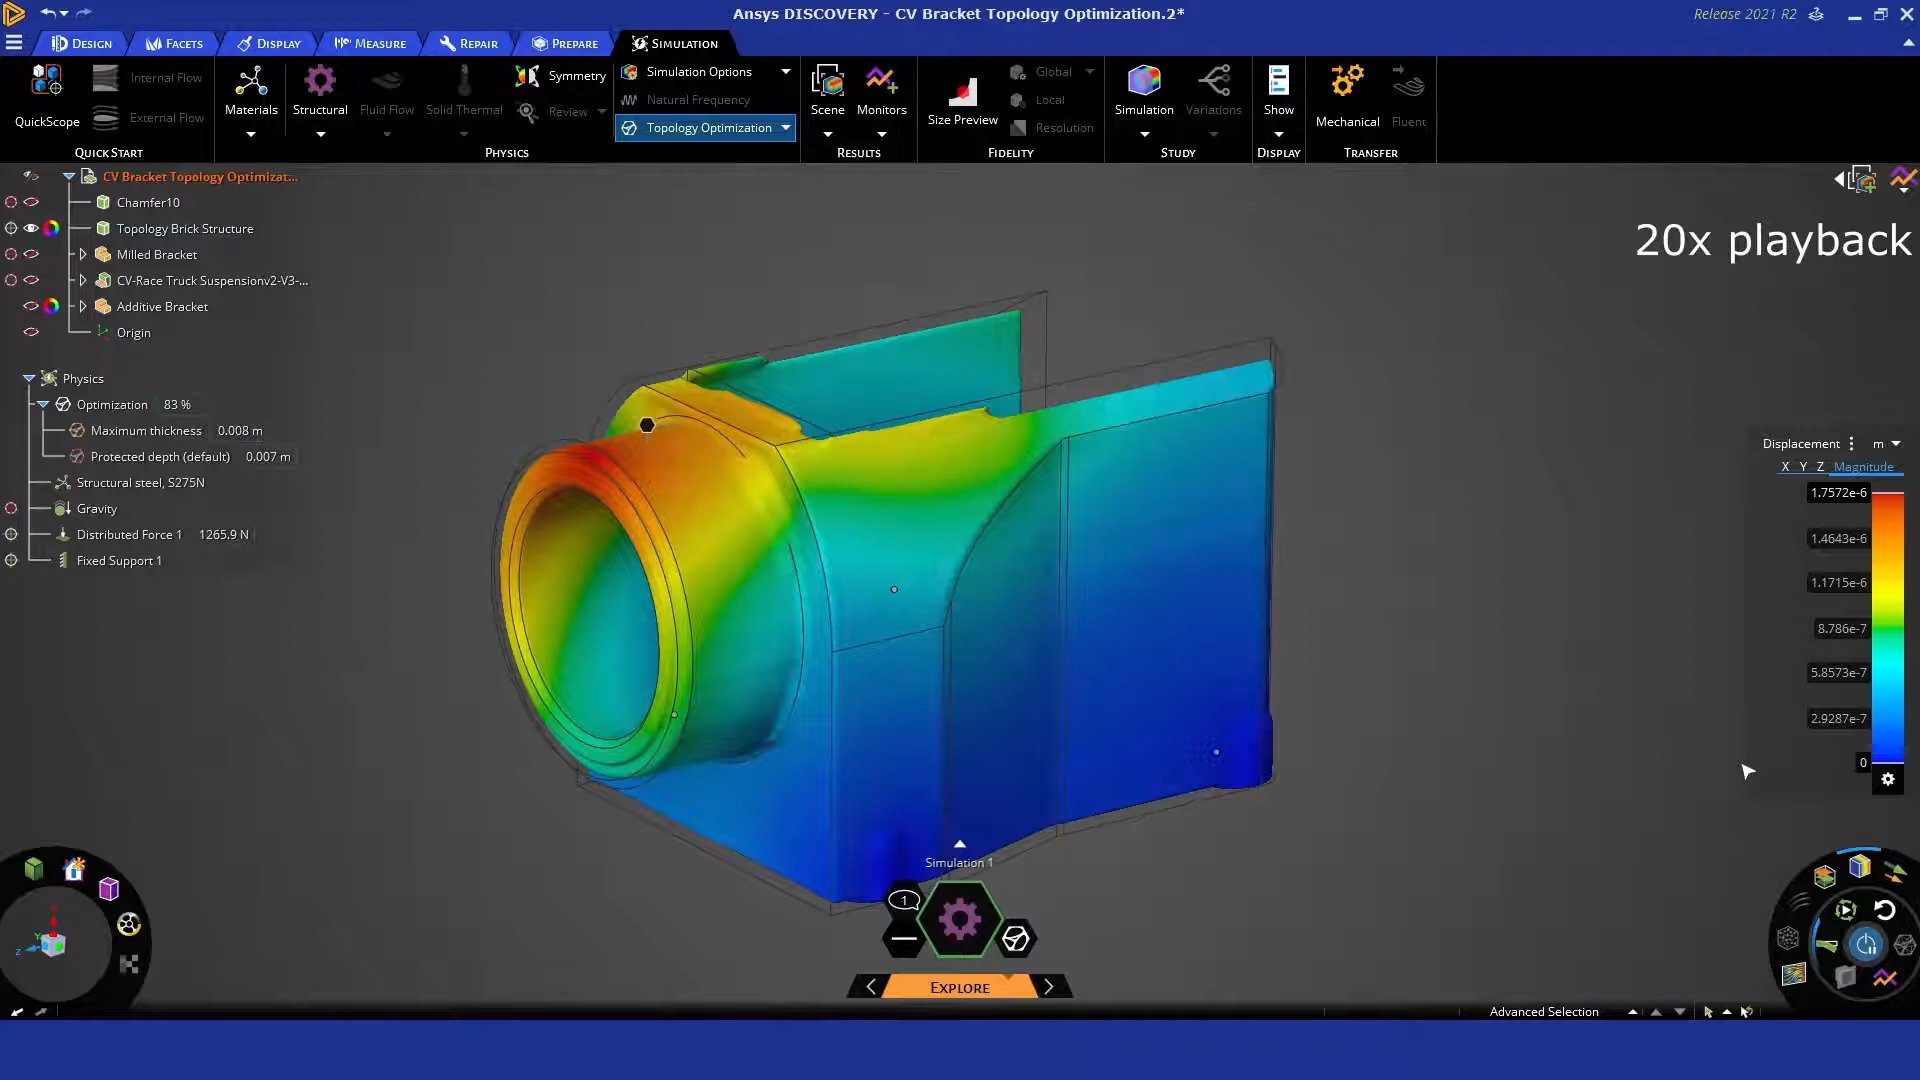 Ansys DISCOVERY - CV Bracket Topology Optimization.2*
Release 2021 R2
DESIGN FACETS DISPLAY MEASURE REPAIR PREPARE SIMULATION
QuickScope
Internal Flow
External Flow
QUICK START
Materials
Structural
Fluid Flow
Solid Thermal
Symmetry
Review
Simulation Options
Natural Frequency
Topology Optimization
PHYSICS
Scene
Monitors
RESULTS
Size Preview
Global
Local
Resolution
FIDELITY
Simulation
Variations
STUDY
Show
DISPLAY
Mechanical
Fluent
TRANSFER
CV Bracket Topology Optimizat...
Chamfer10
Topology Brick Structure
Milled Bracket
CV-Race Truck Suspensionv2-V3-...
Additive Bracket
Origin
Physics
Optimization 83 %
Maximum thickness 0.008 m
Protected depth (default) 0.007 m
Structural steel, S275N
Gravity
Distributed Force 1 1265.9 N
Fixed Support 1
20x playback
Displacement m
X Y Z Magnitude
1.7572e-6
1.4643e-6
1.1715e-6
8.786e-7
5.8573e-7
2.9287e-7
0
Simulation 1
1
EXPLORE
Advanced Selection